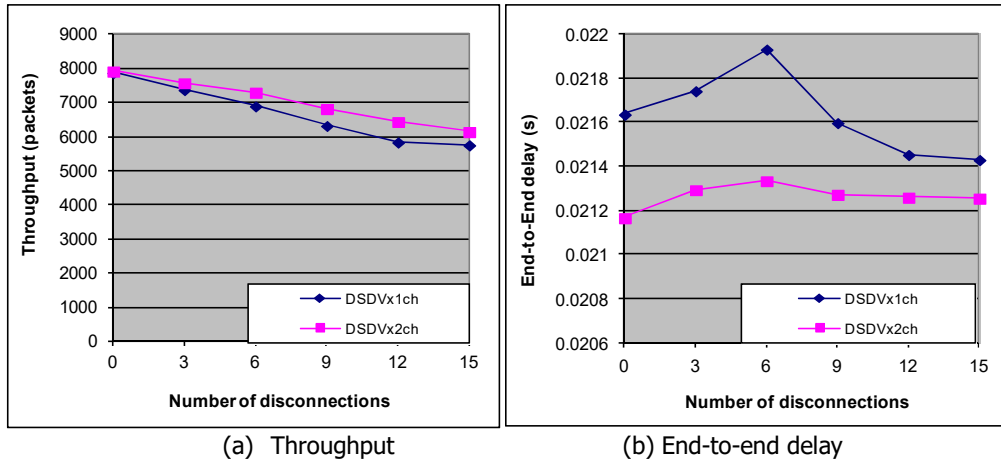 9000
8000
7000
6000
5000
4000
3000
2000
1000
0
Throughput (packets)
DSDVx1ch
DSDVx2ch
0 3 6 9 12 15
Number of disconnections
(a) Throughput
0.022
0.0218
0.0216
0.0214
0.0212
0.021
0.0208
0.0206
End-to-End delay (s)
DSDVx1ch
DSDVx2ch
0 3 6 9 12 15
Number of disconnections
(b) End-to-end delay